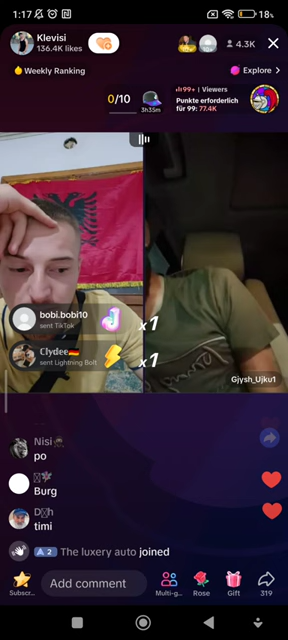 1:17
18%
Klevisi
136.4K likes
4.3K
Weekly Ranking
Explore >
0/10
3h35m
99+ | Viewers
Punkte erforderlich
für 99: 77.4K
bobi.bobi10
sent TikTok
x1
Clydee
sent Lightning Bolt
x1
Gjysh_Ujku1
Nisi
po
Burg
timi
2 The luxery auto joined
Add comment
Subscr...
Multi-g...
Rose
Gift
319